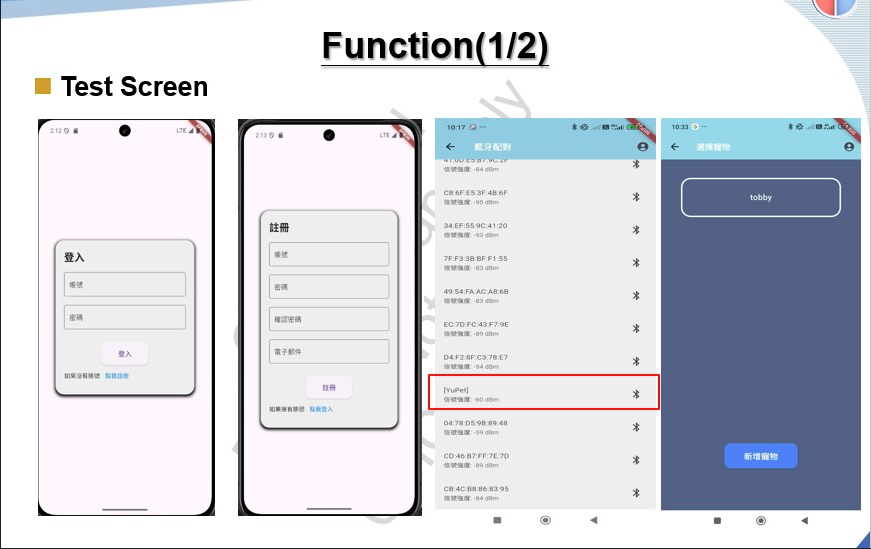 Function(1/2)
Test Screen
2:12
LTE
登入
帳號
密碼
登入
如果沒有帳號 點我註冊
2:13
LTE
註冊
帳號
密碼
確認密碼
電子郵件
註冊
如果擁有帳號 點我登入
10:17
藍牙配對
41:0D:E5:B7:9C:2F
信號強度: -84 dBm
C8:6F:E5:3F:4B:6F
信號強度: -95 dBm
34:EF:55:9C:41:20
信號強度: -93 dBm
7F:F3:3B:BF:F1:55
信號強度: -83 dBm
49:54:FA:AC:A8:6B
信號強度: -83 dBm
EC:7D:FC:43:F7:9E
信號強度: -89 dBm
D4:F2:8F:C3:78:E7
信號強度: -94 dBm
[YuPet]
信號強度: -60 dBm
04:78:D5:9B:89:48
信號強度: -59 dBm
CD:46:B7:FF:7E:7D
信號強度: -89 dBm
CB:4C:B8:86:83:95
信號強度: -84 dBm
10:33
選擇寵物
tobby
新增寵物